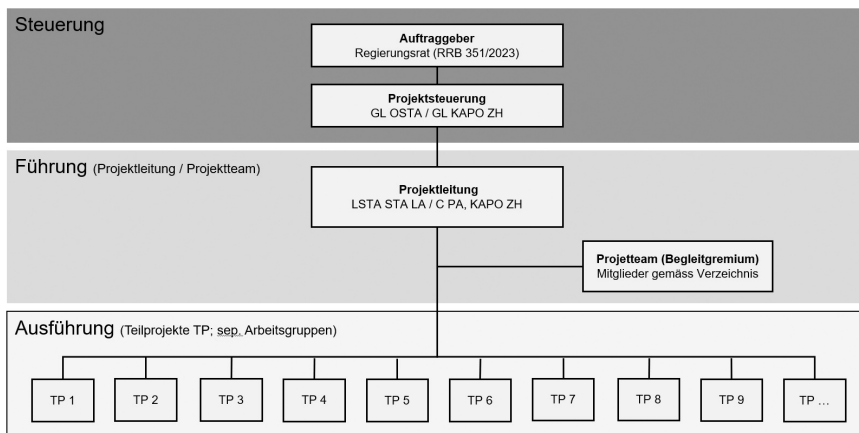 Steuerung
Auftraggeber
Regierungsrat (RRB 351/2023)
Projektsteuerung
GL OSTA / GL KAPO ZH
Führung (Projektleitung / Projektteam)
Projektleitung
LSTA STA LA / C PA, KAPO ZH
Projetteam (Begleitgremium)
Mitglieder gemäss Verzeichnis
Ausführung (Teilprojekte TP; sep. Arbeitsgruppen)
TP 1
TP 2
TP 3
TP 4
TP 5
TP 6
TP 7
TP 8
TP 9
TP ...